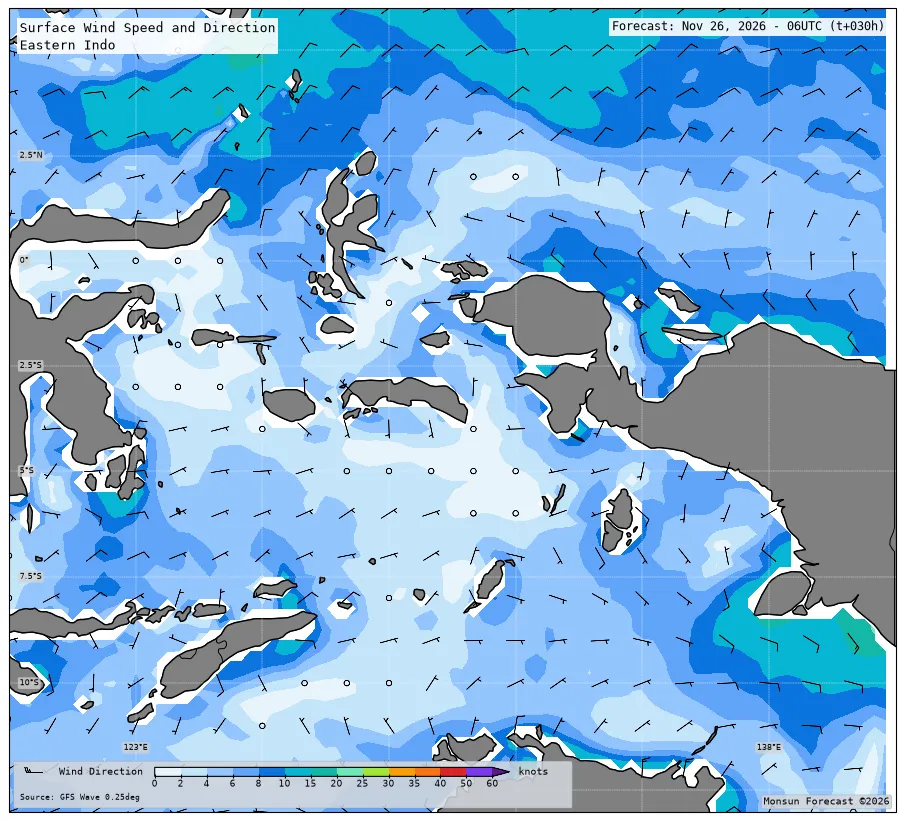 Surface Wind Speed and Direction
Eastern Indo
Forecast: Nov 26, 2026 - 06UTC (t+030h)
2.5°N
0°
2.5°S
5°S
7.5°S
10°S
123°E
138°E
Wind Direction
0 2 4 6 8 10 15 20 25 30 35 40 50 60
knots
Source: GFS Wave 0.25deg
Monsun Forecast ©2026